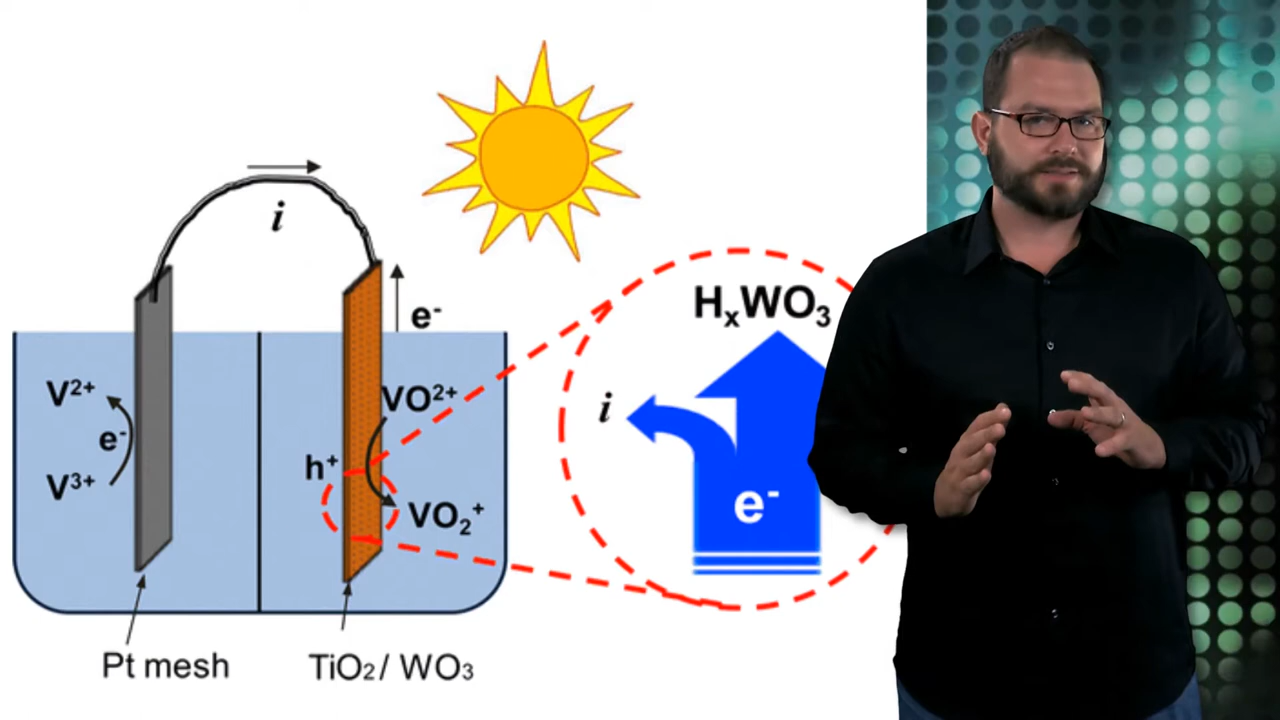 i
e⁻
V²⁺
e⁻
V³⁺
VO²⁺
h⁺
VO₂⁺
HₓWO₃
i
e⁻
Pt mesh
TiO₂/ WO₃